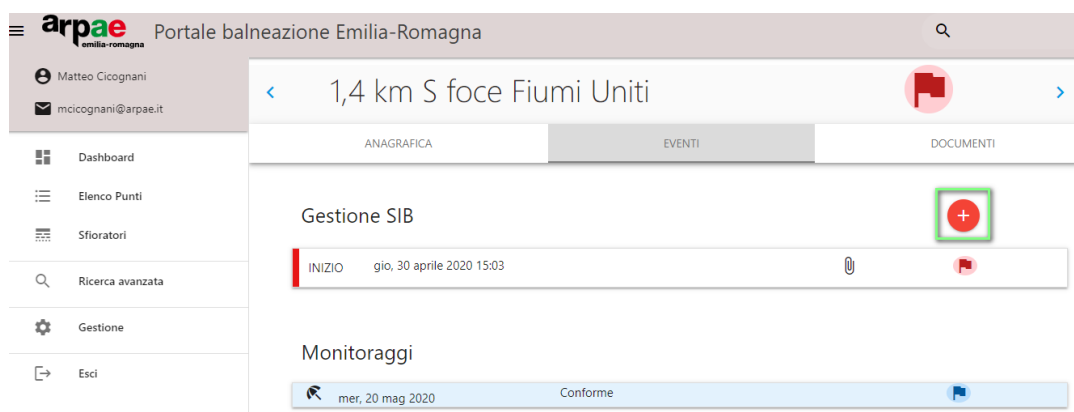 arpae
emilia-romagna
Portale balneazione Emilia-Romagna
Matteo Cicognani
mcicognani@arpae.it
Dashboard
Elenco Punti
Sfioratori
Ricerca avanzata
Gestione
Esci
1,4 km S foce Fiumi Uniti
ANAGRAFICA EVENTI DOCUMENTI
Gestione SIB
INIZIO gio, 30 aprile 2020 15:03
Monitoraggi
mer, 20 mag 2020 Conforme